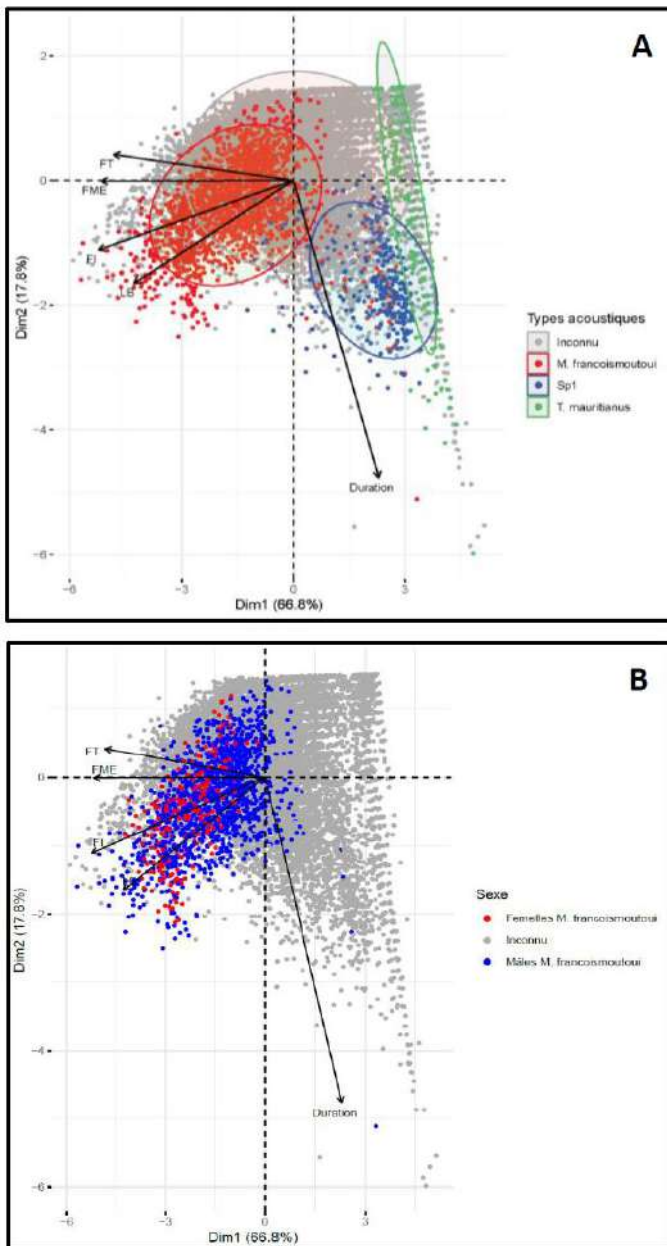 A
2
0
−2
−4
−6
−6
−3
0
3
Dim2 (17.8%)
Dim1 (66.8%)
FT
FME
FI
LB
Duration
Types acoustiques
Inconnu
M. francoismoutoui
Sp1
T. mauritianus
B
0
−2
−4
−6
−6
−3
0
3
Dim2 (17.8%)
Dim1 (66.8%)
FT
FME
FI
Duration
Sexe
Femelles M. francoismoutoui
Inconnu
Mâles M. francoismoutoui